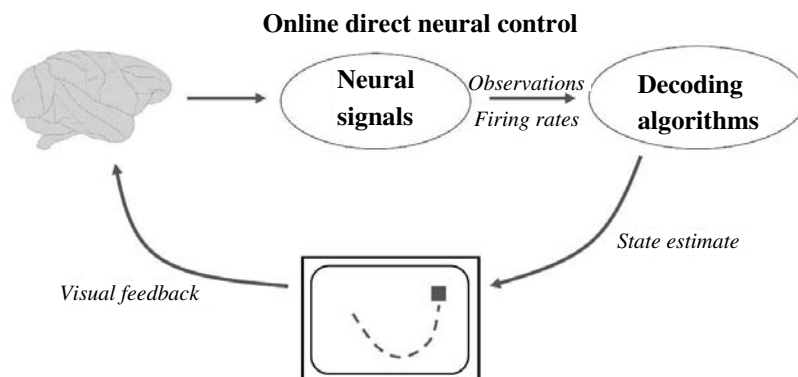 Online direct neural control
Neural
signals
Observations
Firing rates
Decoding
algorithms
State estimate
Visual feedback